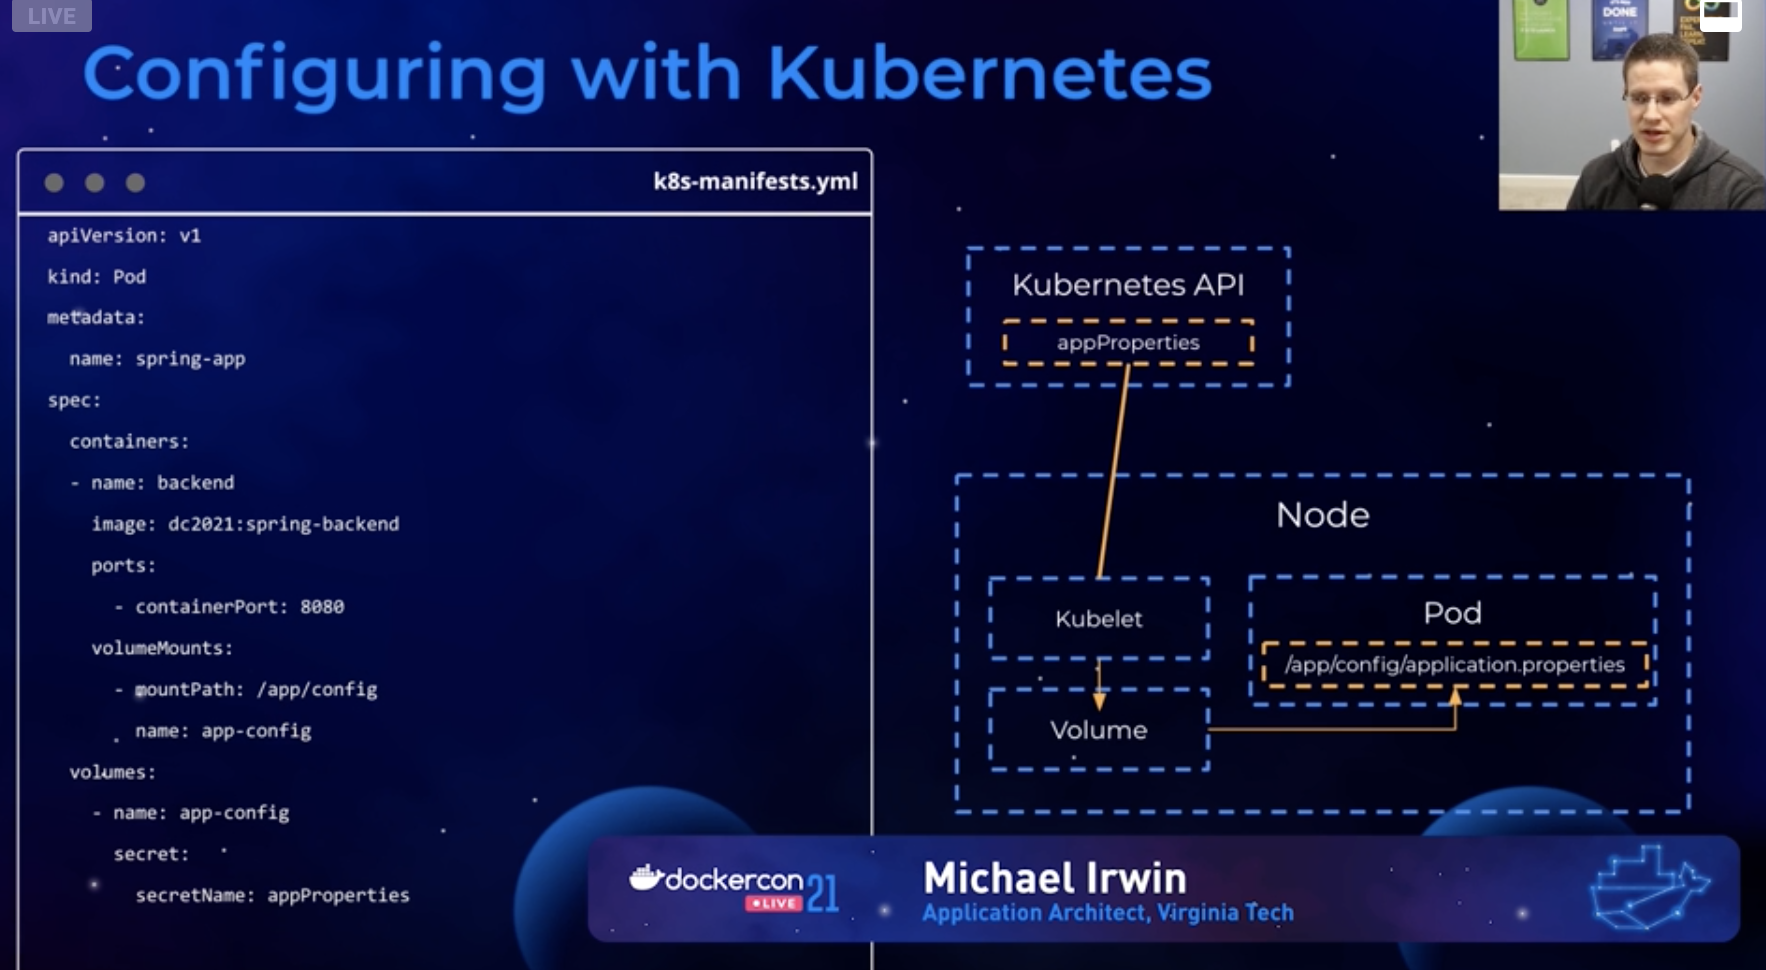 LIVE
Configuring with Kubernetes
DONE
k8s-manifests.yml
apiVersion: v1
kind: Pod
metadata:
  name: spring-app
spec:
  containers:
  - name: backend
    image: dc2021:spring-backend
    ports:
      - containerPort: 8080
    volumeMounts:
      - mountPath: /app/config
        name: app-config
  volumes:
    - name: app-config
      secret:
        secretName: appProperties
Kubernetes API
appProperties
Node
Kubelet
Pod
/app/config/application.properties
Volume
dockercon
LIVE 21
Michael Irwin
Application Architect, Virginia Tech